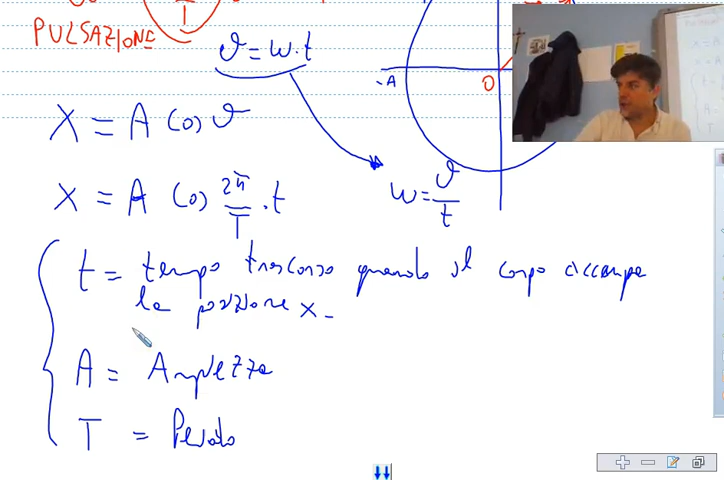 T
PULSAZIONE
ϑ = w·t
-A
O
X = A Cos ϑ
w = ϑ/t
X = A Cos 2π/T · t
t = tempo trascorso quando il corpo occupa
la posizione x.
A = Ampiezza
T = Periodo